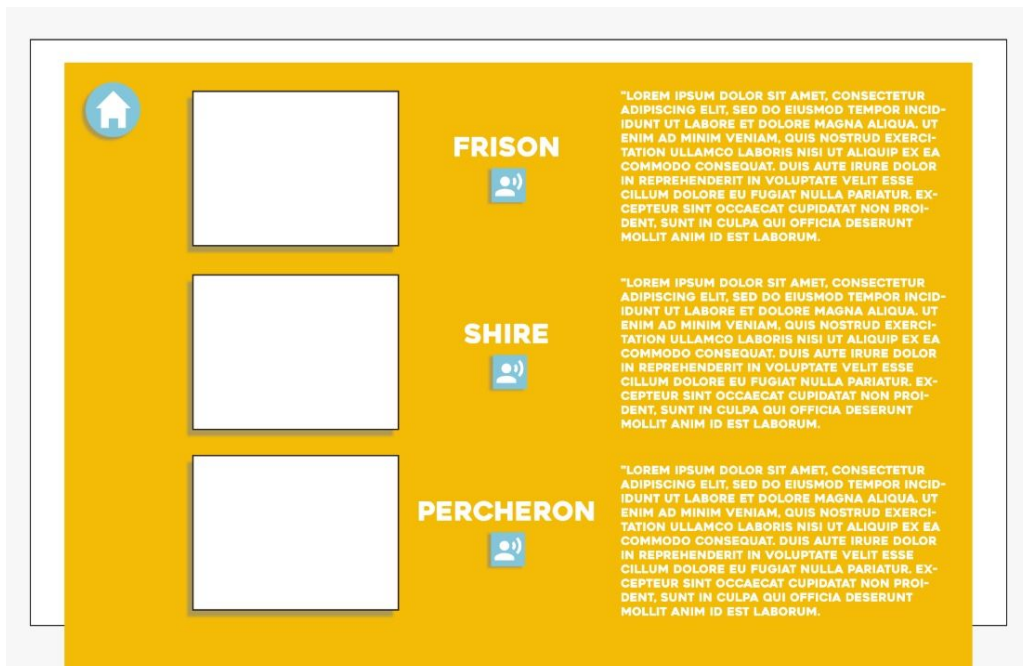 FRISON
"LOREM IPSUM DOLOR SIT AMET, CONSECTETUR
ADIPISCING ELIT, SED DO EIUSMOD TEMPOR INCID-
IDUNT UT LABORE ET DOLORE MAGNA ALIQUA. UT
ENIM AD MINIM VENIAM, QUIS NOSTRUD EXERCI-
TATION ULLAMCO LABORIS NISI UT ALIQUIP EX EA
COMMODO CONSEQUAT. DUIS AUTE IRURE DOLOR
IN REPREHENDERIT IN VOLUPTATE VELIT ESSE
CILLUM DOLORE EU FUGIAT NULLA PARIATUR. EX-
CEPTEUR SINT OCCAECAT CUPIDATAT NON PROI-
DENT, SUNT IN CULPA QUI OFFICIA DESERUNT
MOLLIT ANIM ID EST LABORUM.
SHIRE
"LOREM IPSUM DOLOR SIT AMET, CONSECTETUR
ADIPISCING ELIT, SED DO EIUSMOD TEMPOR INCID-
IDUNT UT LABORE ET DOLORE MAGNA ALIQUA. UT
ENIM AD MINIM VENIAM, QUIS NOSTRUD EXERCI-
TATION ULLAMCO LABORIS NISI UT ALIQUIP EX EA
COMMODO CONSEQUAT. DUIS AUTE IRURE DOLOR
IN REPREHENDERIT IN VOLUPTATE VELIT ESSE
CILLUM DOLORE EU FUGIAT NULLA PARIATUR. EX-
CEPTEUR SINT OCCAECAT CUPIDATAT NON PROI-
DENT, SUNT IN CULPA QUI OFFICIA DESERUNT
MOLLIT ANIM ID EST LABORUM.
PERCHERON
"LOREM IPSUM DOLOR SIT AMET, CONSECTETUR
ADIPISCING ELIT, SED DO EIUSMOD TEMPOR INCID-
IDUNT UT LABORE ET DOLORE MAGNA ALIQUA. UT
ENIM AD MINIM VENIAM, QUIS NOSTRUD EXERCI-
TATION ULLAMCO LABORIS NISI UT ALIQUIP EX EA
COMMODO CONSEQUAT. DUIS AUTE IRURE DOLOR
IN REPREHENDERIT IN VOLUPTATE VELIT ESSE
CILLUM DOLORE EU FUGIAT NULLA PARIATUR. EX-
CEPTEUR SINT OCCAECAT CUPIDATAT NON PROI-
DENT, SUNT IN CULPA QUI OFFICIA DESERUNT
MOLLIT ANIM ID EST LABORUM.